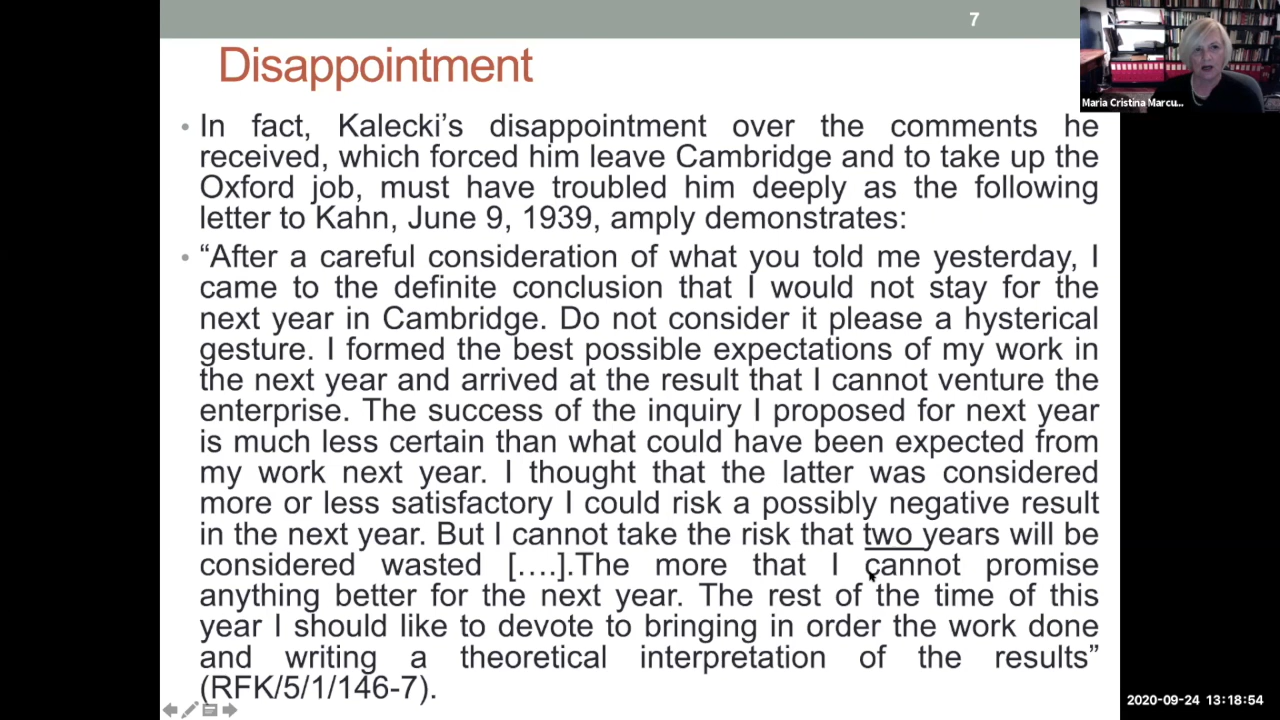 7
Maria Cristina Marcu...
Disappointment
• In fact, Kalecki's disappointment over the comments he
received, which forced him leave Cambridge and to take up the
Oxford job, must have troubled him deeply as the following
letter to Kahn, June 9, 1939, amply demonstrates:
• “After a careful consideration of what you told me yesterday, I
came to the definite conclusion that I would not stay for the
next year in Cambridge. Do not consider it please a hysterical
gesture. I formed the best possible expectations of my work in
the next year and arrived at the result that I cannot venture the
enterprise. The success of the inquiry I proposed for next year
is much less certain than what could have been expected from
my work next year. I thought that the latter was considered
more or less satisfactory I could risk a possibly negative result
in the next year. But I cannot take the risk that two years will be
considered wasted [....].The more that I cannot promise
anything better for the next year. The rest of the time of this
year I should like to devote to bringing in order the work done
and writing a theoretical interpretation of the results”
(RFK/5/1/146-7).
2020-09-24 13:18:54